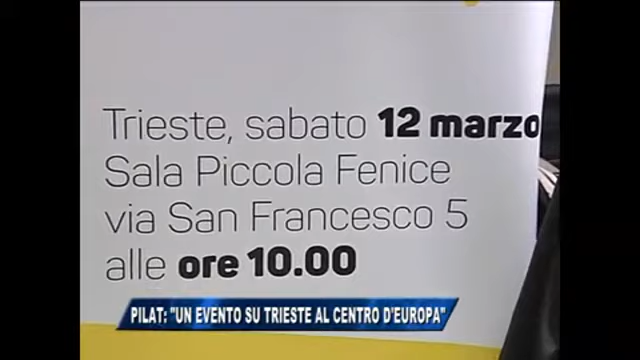 Trieste, sabato 12 marzo
Sala Piccola Fenice
via San Francesco 5
alle ore 10.00
PILAT: "UN EVENTO SU TRIESTE AL CENTRO D'EUROPA"